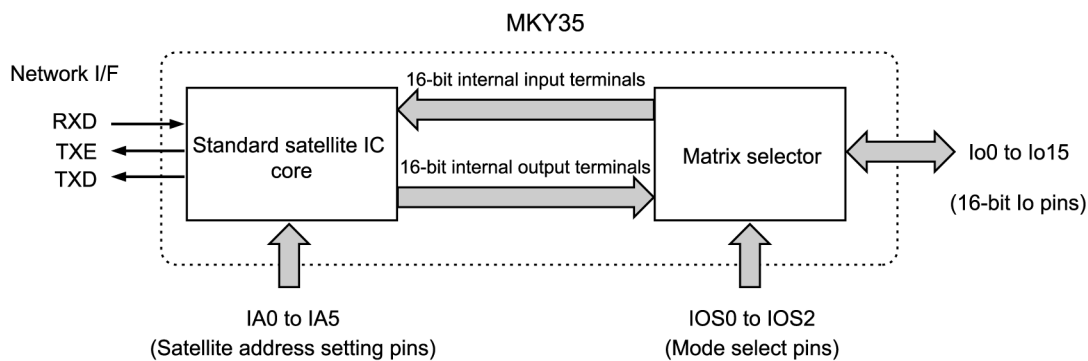 MKY35
Network I/F
RXD
TXE
TXD
Standard satellite IC
core
16-bit internal input terminals
16-bit internal output terminals
Matrix selector
Io0 to Io15
(16-bit Io pins)
IA0 to IA5
(Satellite address setting pins)
IOS0 to IOS2
(Mode select pins)